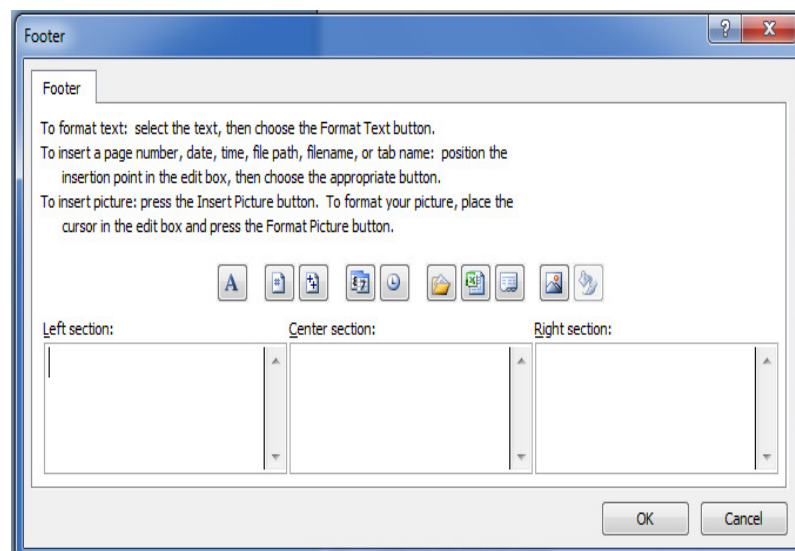 Footer
Footer
To format text: select the text, then choose the Format Text button.
To insert a page number, date, time, file path, filename, or tab name: position the
insertion point in the edit box, then choose the appropriate button.
To insert picture: press the Insert Picture button. To format your picture, place the
cursor in the edit box and press the Format Picture button.
A
Left section: Center section: Right section:
OK Cancel